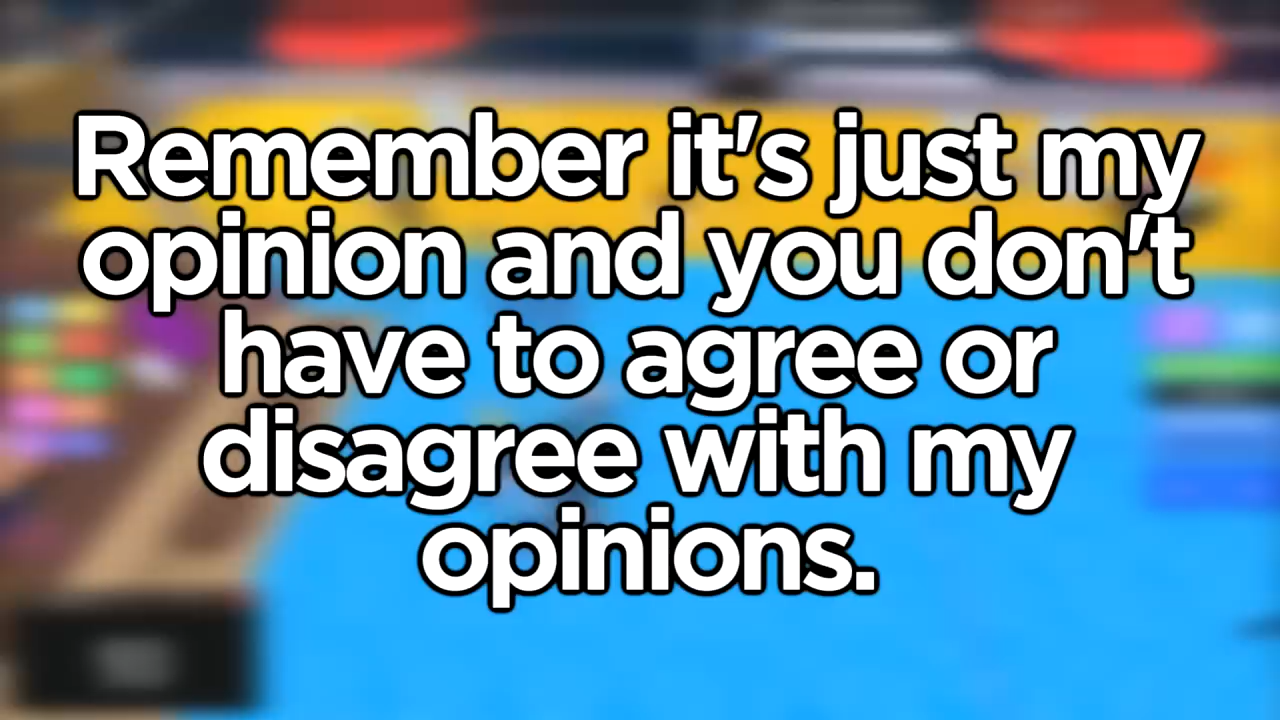 Remember it's just my
opinion and you don't
have to agree or
disagree with my
opinions.